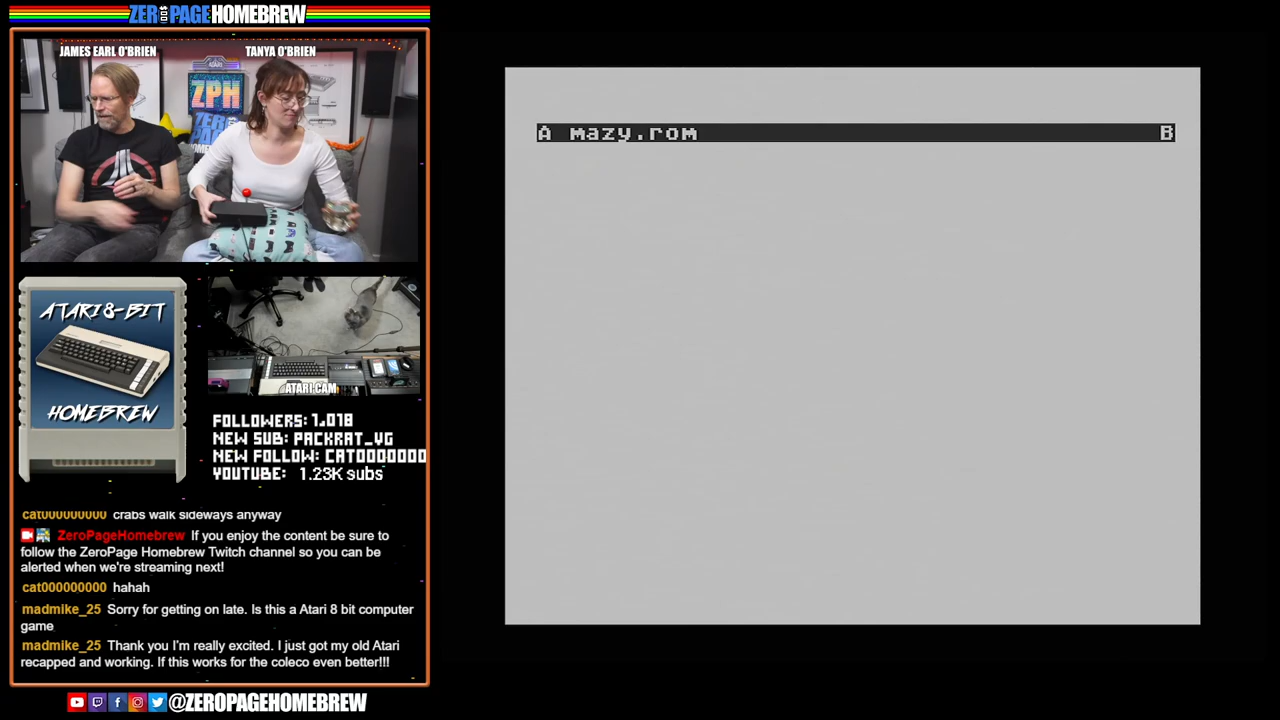 ZEROPAGE HOMEBREW
JAMES EARL O'BRIEN
TANYA O'BRIEN
ATARI
ZPH
ATARI 8-BIT
HOMEBREW
ATARI CAM
FOLLOWERS: 1,018
NEW SUB: PACKRAT_VG
NEW FOLLOW: CAT0000000
YOUTUBE: 1.23K subs
cat000000000 crabs walk sideways anyway
ZeroPageHomebrew If you enjoy the content be sure to
follow the ZeroPage Homebrew Twitch channel so you can be
alerted when we're streaming next!
cat000000000 hahah
madmike_25 Sorry for getting on late. Is this a Atari 8 bit computer
game
madmike_25 Thank you I'm really excited. I just got my old Atari
recapped and working. If this works for the coleco even better!!!
@ZEROPAGEHOMEBREW
A mazy.rom B